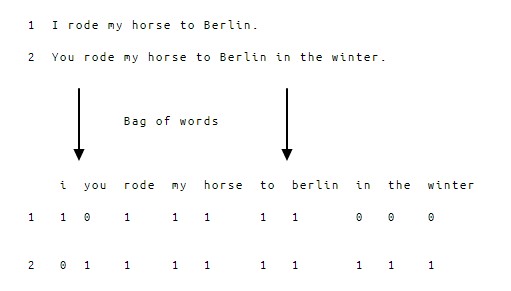 1 I rode my horse to Berlin.
2 You rode my horse to Berlin in the winter.
Bag of words
i you rode my horse to berlin in the winter
1 1 0 1 1 1 1 1 0 0 0
2 0 1 1 1 1 1 1 1 1 1